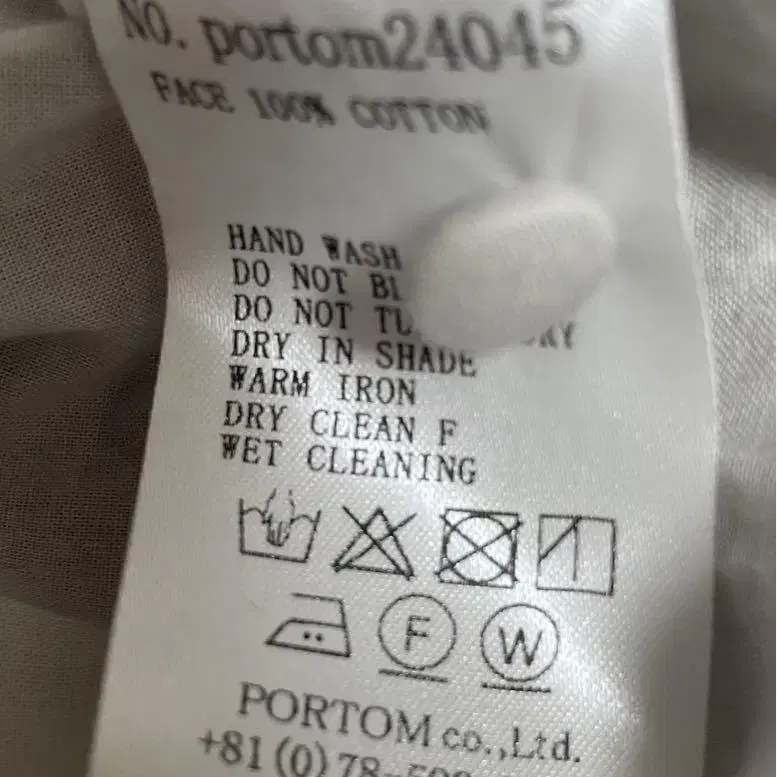 NO. portom24045
FACE 100% COTTON
HAND WASH
DO NOT
DO NOT
DRY IN SHADE
WARM IRON
DRY CLEAN F
WET CLEANING
F
W
PORTOM co.,Ltd.
+81(0)78-